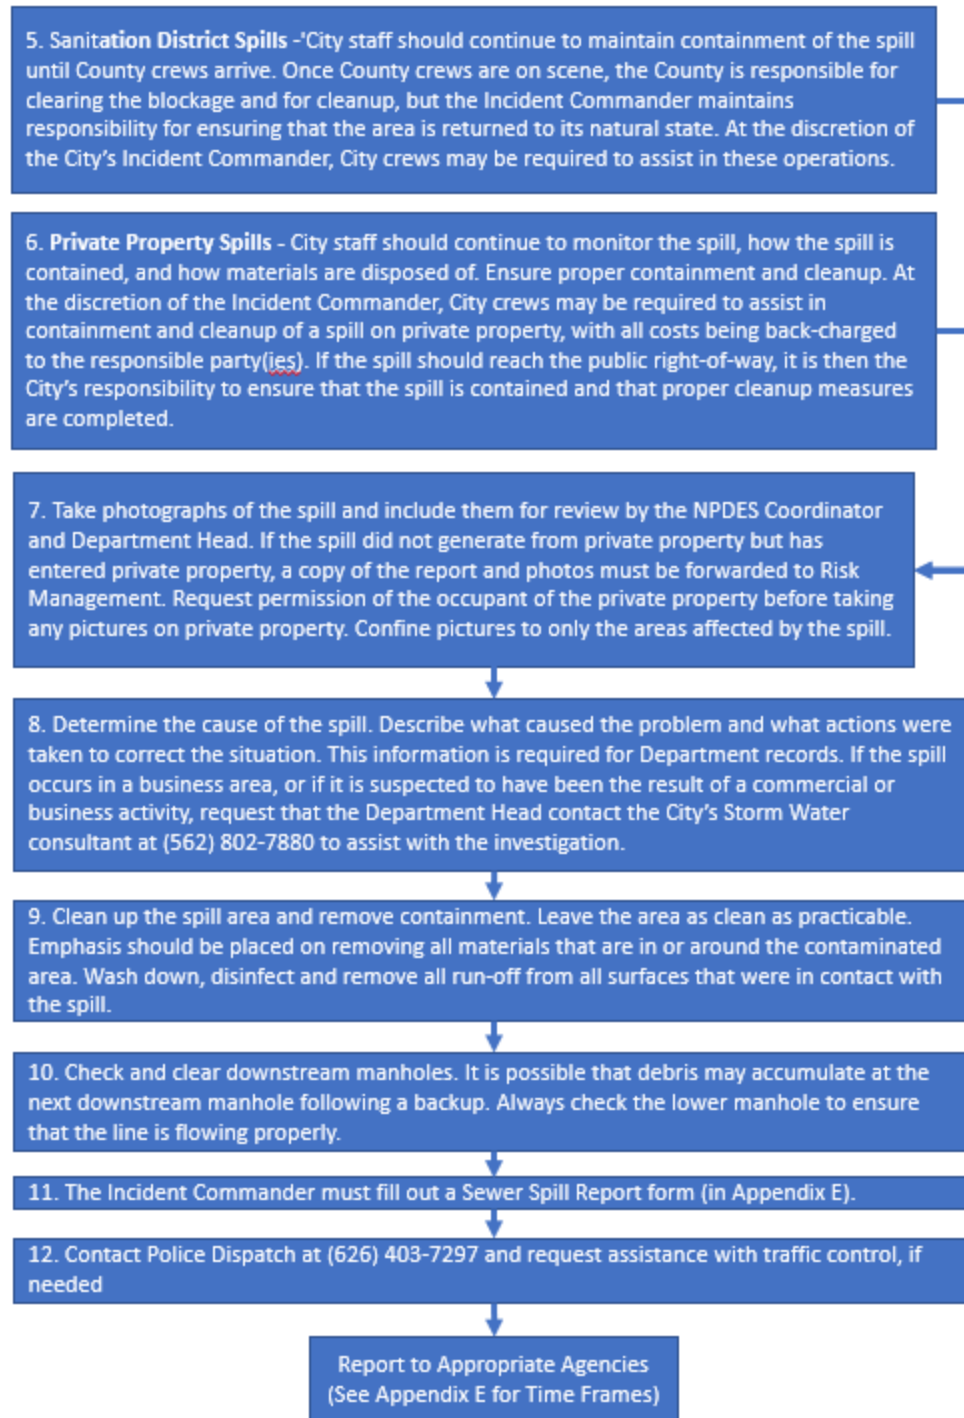 5. Sanitation District Spills -'City staff should continue to maintain containment of the spill
until County crews arrive. Once County crews are on scene, the County is responsible for
clearing the blockage and for cleanup, but the Incident Commander maintains
responsibility for ensuring that the area is returned to its natural state. At the discretion of
the City's Incident Commander, City crews may be required to assist in these operations.
6. Private Property Spills - City staff should continue to monitor the spill, how the spill is
contained, and how materials are disposed of. Ensure proper containment and cleanup. At
the discretion of the Incident Commander, City crews may be required to assist in
containment and cleanup of a spill on private property, with all costs being back-charged
to the responsible party(ies). If the spill should reach the public right-of-way, it is then the
City's responsibility to ensure that the spill is contained and that proper cleanup measures
are completed.
7. Take photographs of the spill and include them for review by the NPDES Coordinator
and Department Head. If the spill did not generate from private property but has
entered private property, a copy of the report and photos must be forwarded to Risk
Management. Request permission of the occupant of the private property before taking
any pictures on private property. Confine pictures to only the areas affected by the spill.
8. Determine the cause of the spill. Describe what caused the problem and what actions were
taken to correct the situation. This information is required for Department records. If the spill
occurs in a business area, or if it is suspected to have been the result of a commercial or
business activity, request that the Department Head contact the City's Storm Water
consultant at (562) 802-7880 to assist with the investigation.
9. Clean up the spill area and remove containment. Leave the area as clean as practicable.
Emphasis should be placed on removing all materials that are in or around the contaminated
area. Wash down, disinfect and remove all run-off from all surfaces that were in contact with
the spill.
10. Check and clear downstream manholes. It is possible that debris may accumulate at the
next downstream manhole following a backup. Always check the lower manhole to ensure
that the line is flowing properly.
11. The Incident Commander must fill out a Sewer Spill Report form (in Appendix E).
12. Contact Police Dispatch at (626) 403-7297 and request assistance with traffic control, if
needed
Report to Appropriate Agencies
(See Appendix E for Time Frames)